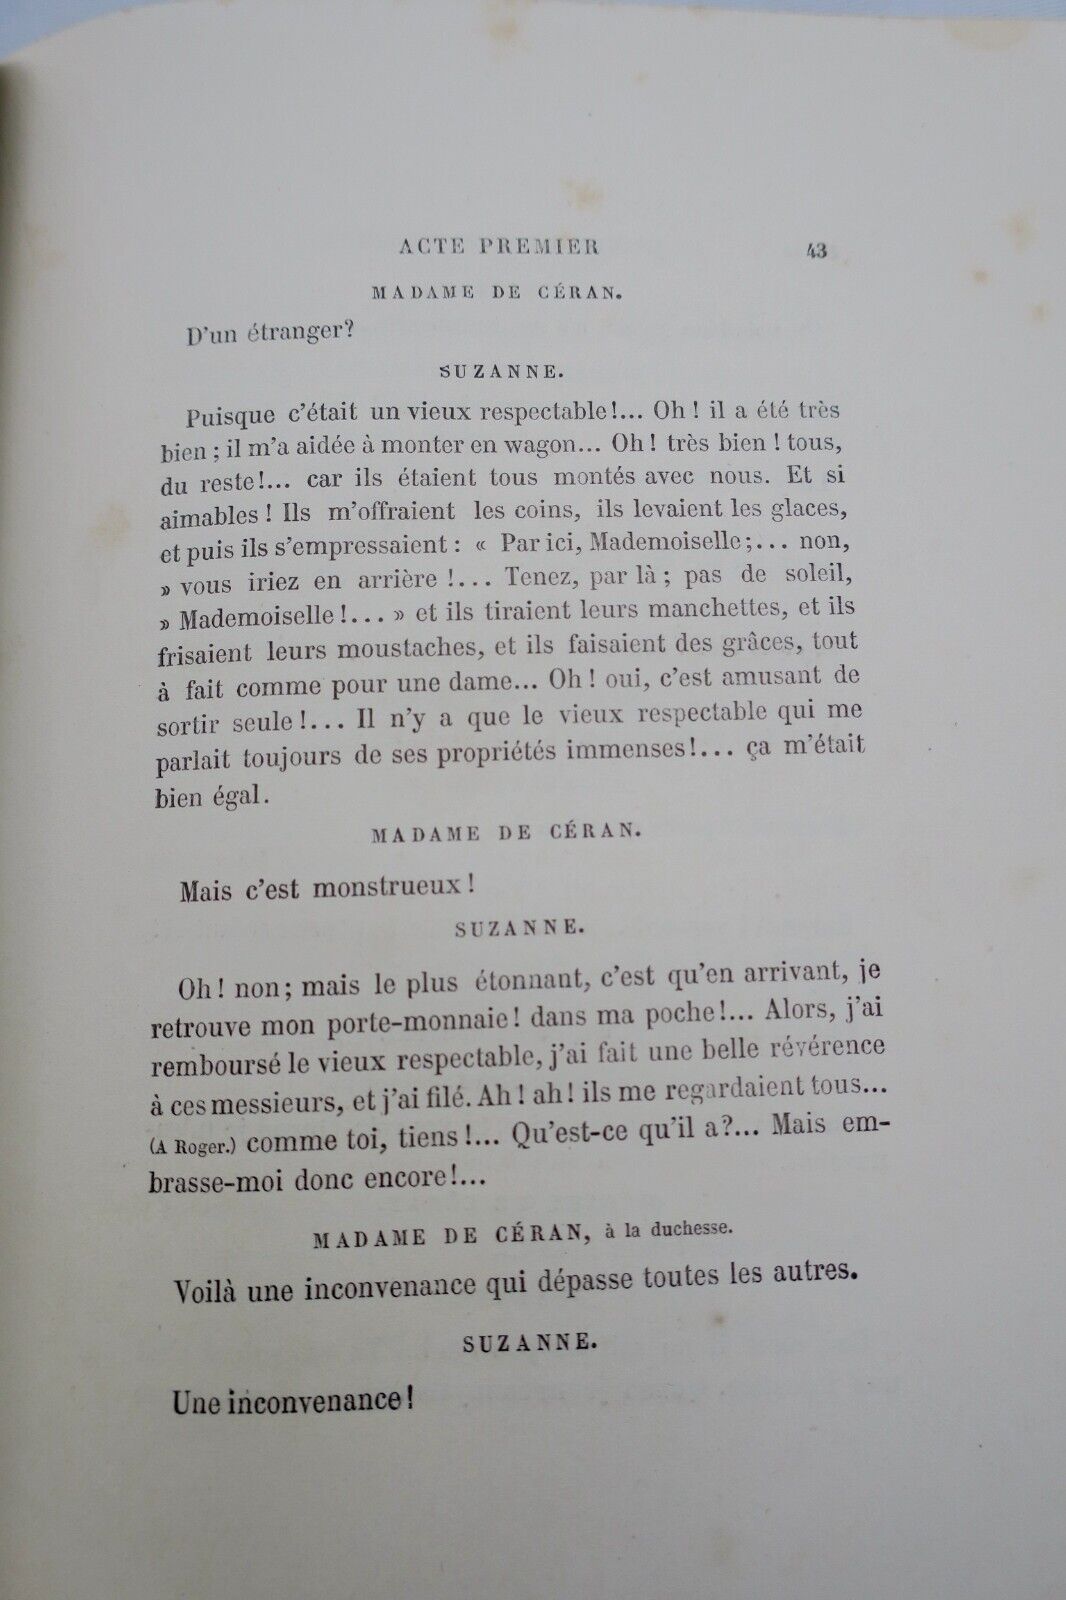 ACTE PREMIER 43
MADAME DE CÉRAN.
D'un étranger?
SUZANNE.
Puisque c'était un vieux respectable!... Oh! il a été très
bien ; il m'a aidée à monter en wagon... Oh! très bien ! tous,
du reste!... car ils étaient tous montés avec nous. Et si
aimables ! Ils m'offraient les coins, ils levaient les glaces,
et puis ils s'empressaient : « Par ici, Mademoiselle;... non,
» vous iriez en arrière !... Tenez, par là ; pas de soleil,
» Mademoiselle!... » et ils tiraient leurs manchettes, et ils
frisaient leurs moustaches, et ils faisaient des grâces, tout
à fait comme pour une dame... Oh! oui, c'est amusant de
sortir seule!... Il n'y a que le vieux respectable qui me
parlait toujours de ses propriétés immenses!... ça m'était
bien égal.
MADAME DE CÉRAN.
Mais c'est monstrueux !
SUZANNE.
Oh! non; mais le plus étonnant, c'est qu'en arrivant, je
retrouve mon porte-monnaie! dans ma poche!... Alors, j'ai
remboursé le vieux respectable, j'ai fait une belle révérence
à ces messieurs, et j'ai filé. Ah! ah! ils me regardaient tous...
(A Roger.) comme toi, tiens!... Qu'est-ce qu'il a?... Mais em-
brasse-moi donc encore!...
MADAME DE CÉRAN, à la duchesse.
Voilà une inconvenance qui dépasse toutes les autres.
SUZANNE.
Une inconvenance!